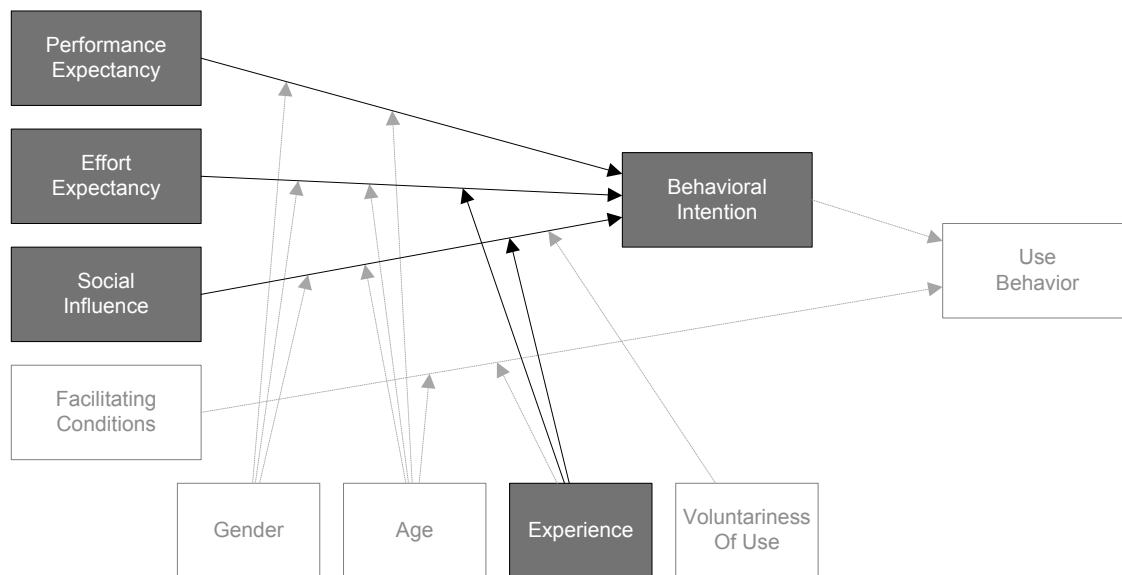 Performance
Expectancy
Effort
Expectancy
Behavioral
Intention
Social
Influence
Use
Behavior
Facilitating
Conditions
Gender
Age
Experience
Voluntariness
Of Use